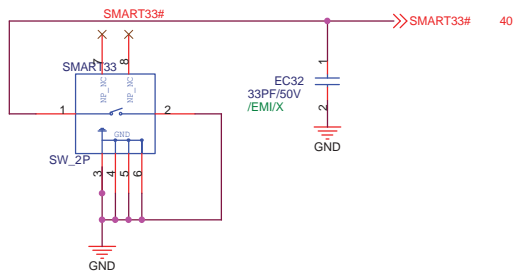 SMART33#
SMART33# 40
SMART33
7
8
NP_NC
NP_NC
1
2
GND
SW_2P
3
4
5
6
GND
1
EC32
33PF/50V
/EMI/X
2
GND